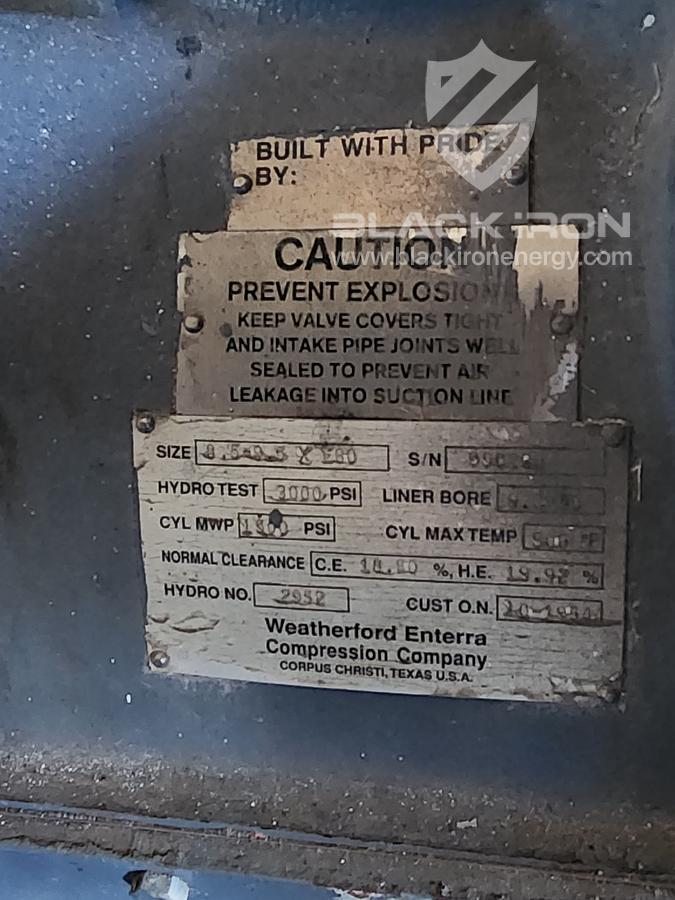 BUILT WITH PRIDE
BY:
BLACK IRON
www.blackironenergy.com
CAUTION
PREVENT EXPLOSION
KEEP VALVE COVERS TIGHT
AND INTAKE PIPE JOINTS WELL
SEALED TO PREVENT AIR
LEAKAGE INTO SUCTION LINE
SIZE S/N
HYDRO TEST 3000 PSI LINER BORE
CYL MWP PSI CYL MAX TEMP °F
NORMAL CLEARANCE C.E. %, H.E. 19.92 %
HYDRO NO. 2952 CUST O.N.
Weatherford Enterra
Compression Company
CORPUS CHRISTI, TEXAS U.S.A.